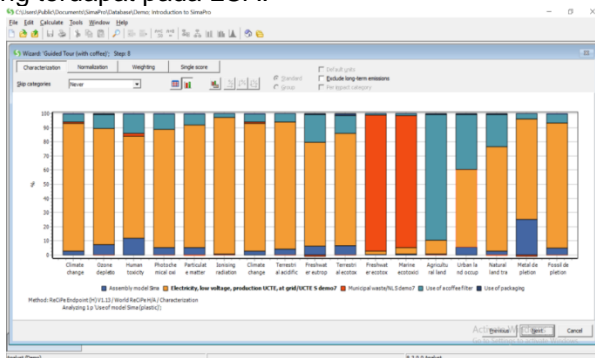 ng terdapat pada LCA.
C:\Users\Public\Documents\SimaPro\Database\Demo; Introduction to SimaPro
File Edit Calculate Tools Window Help
Wizard: 'Guided Tour (with coffee)'; Step: 8
Characterization Normalization Weighting Single score
Skip categories Never
Standard
Group
Default units
Exclude long-term emissions
Per impact category
%
100
90
80
70
60
50
40
30
20
10
0
Climate change
Ozone depletio
Human toxicity
Photoche mical oxi
Particulat e matter
Ionising radiation
Climate change
Terrestri al acidific
Freshwat er eutrop
Terrestri al ecotox
Freshwat er ecotox
Marine ecotoxic
Agricultu ral land
Urban la nd occup
Natural land tra
Metal de pletion
Fossil de pletion
Assembly model Sima Electricity, low voltage, production UCTE, at grid/UCTE S demo7 Municipal waste/NL S demo7 Use of xcoffee filter Use of packaging
Method: ReCiPe Endpoint (H) V1.13 / World ReCiPe H/A / Characterization
Analyzing 1 p 'Use of model Sima (plastic)';
Previous Next Cancel